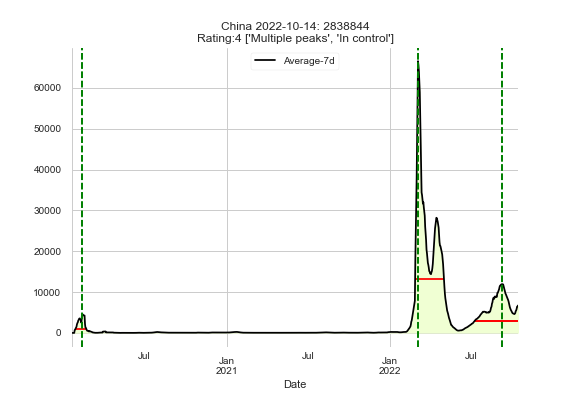 China 2022-10-14: 2838844
Rating:4 ['Multiple peaks', 'In control']
Average-7d
60000
50000
40000
30000
20000
10000
0
Jul
Jan
2021
Jul
Jan
2022
Jul
Date